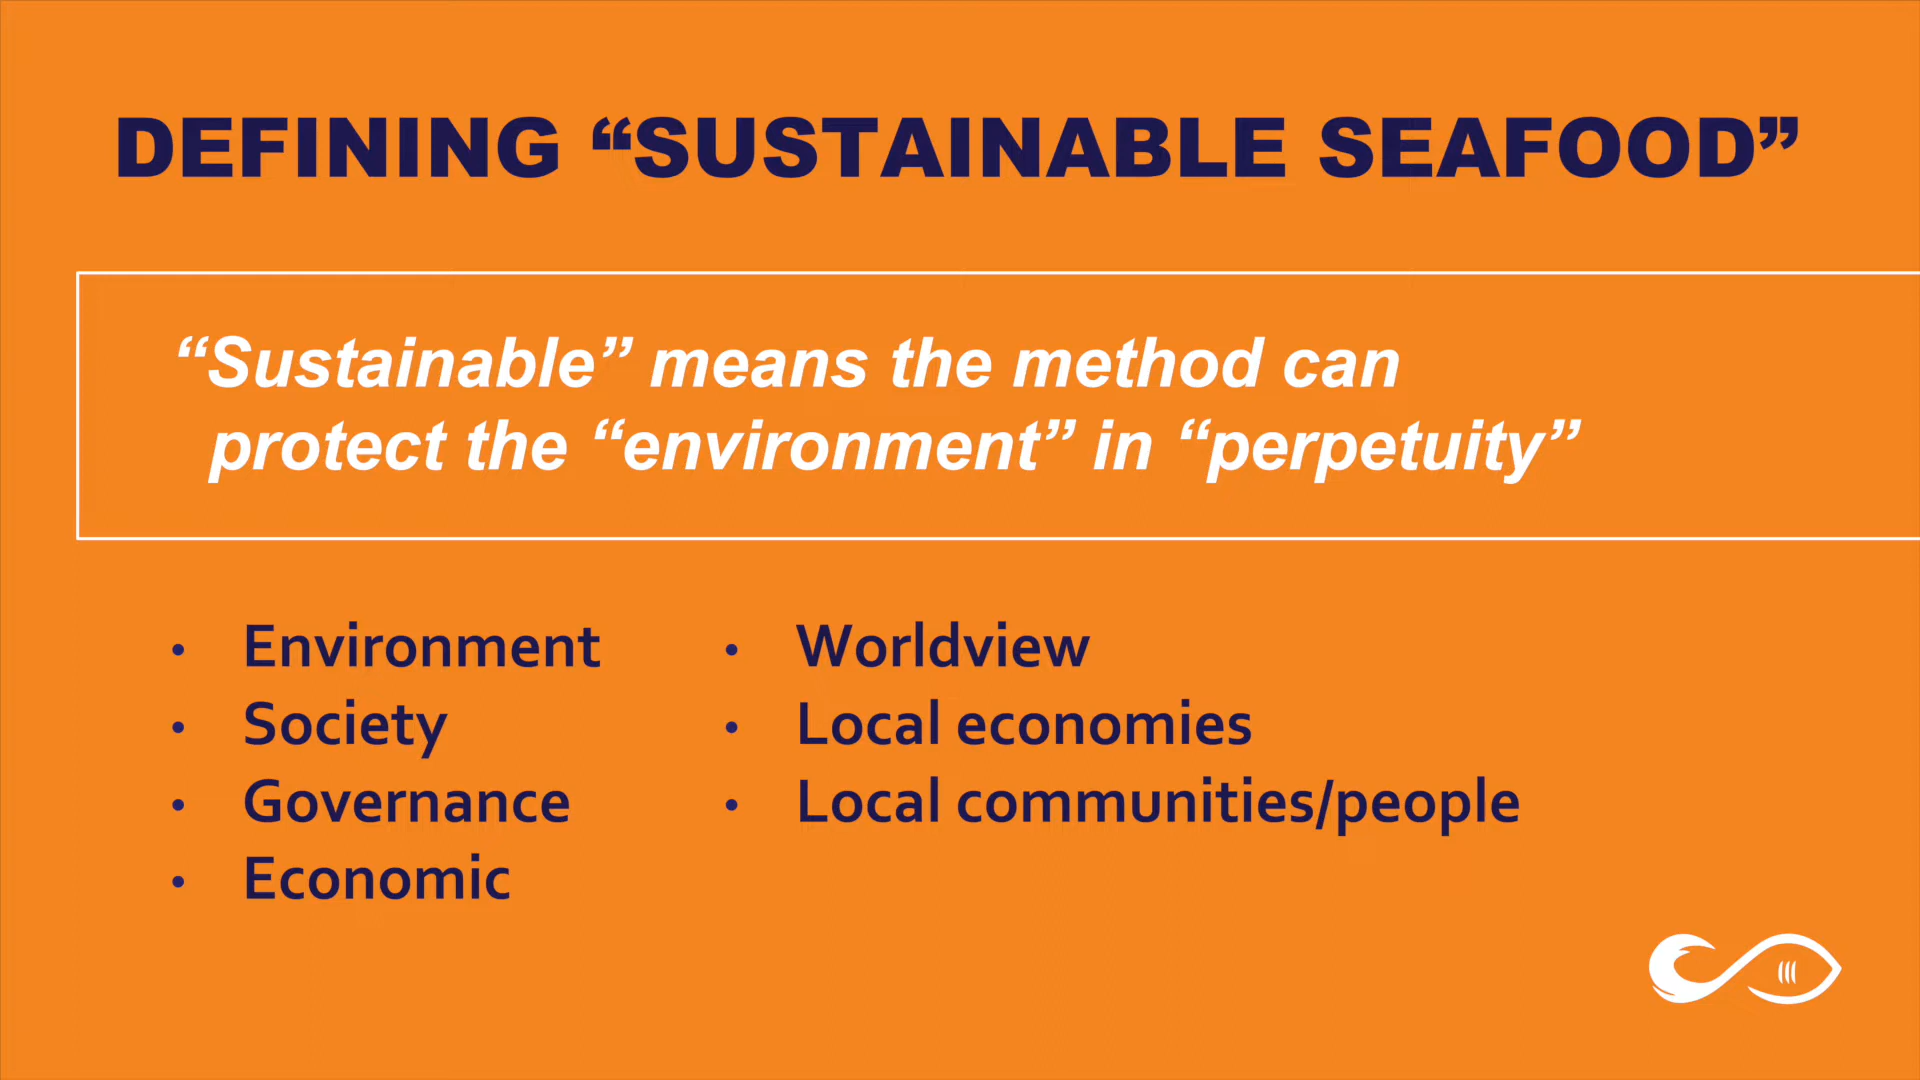 DEFINING “SUSTAINABLE SEAFOOD”
“Sustainable” means the method can
protect the “environment” in “perpetuity”
• Environment
• Society
• Governance
• Economic
• Worldview
• Local economies
• Local communities/people